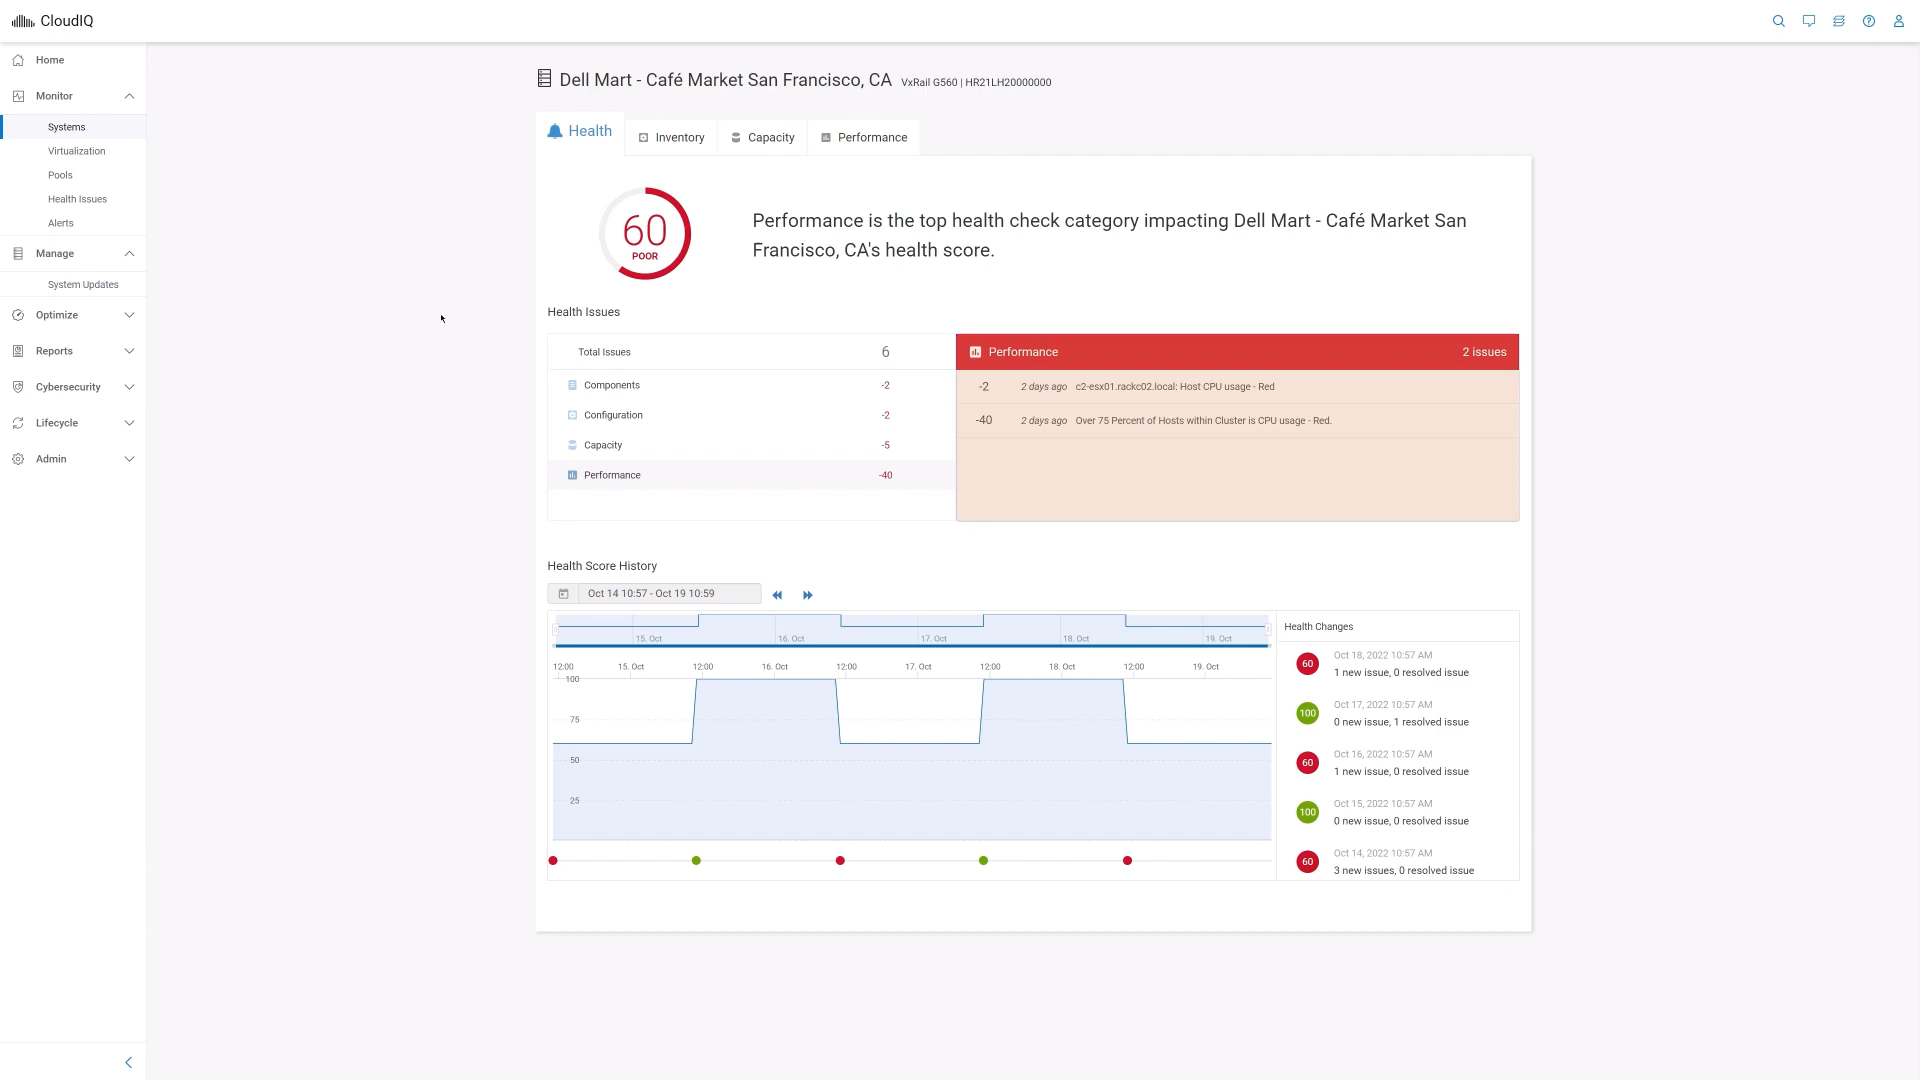 CloudIQ
Home
Monitor
Systems
Virtualization
Pools
Health Issues
Alerts
Manage
System Updates
Optimize
Reports
Cybersecurity
Lifecycle
Admin
Dell Mart - Café Market San Francisco, CA VxRail G560 | HR21LH20000000
Health Inventory Capacity Performance
60
POOR
Performance is the top health check category impacting Dell Mart - Café Market San
Francisco, CA's health score.
Health Issues
Total Issues 6
Components -2
Configuration -2
Capacity -5
Performance -40
Performance 2 issues
-2 2 days ago c2-esx01.rackc02.local: Host CPU usage - Red
-40 2 days ago Over 75 Percent of Hosts within Cluster is CPU usage - Red.
Health Score History
Oct 14 10:57 - Oct 19 10:59
15. Oct 16. Oct 17. Oct 18. Oct 19. Oct
12:00 15. Oct 12:00 16. Oct 12:00 17. Oct 12:00 18. Oct 12:00 19. Oct
100
75
50
25
Health Changes
60 Oct 18, 2022 10:57 AM
1 new issue, 0 resolved issue
100 Oct 17, 2022 10:57 AM
0 new issue, 1 resolved issue
60 Oct 16, 2022 10:57 AM
1 new issue, 0 resolved issue
100 Oct 15, 2022 10:57 AM
0 new issue, 0 resolved issue
60 Oct 14, 2022 10:57 AM
3 new issues, 0 resolved issue